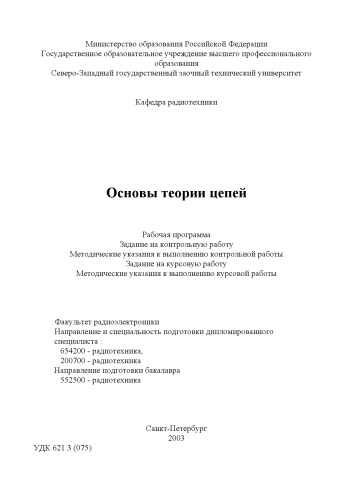 Министерство образования Российской Федерации
Государственное образовательное учреждение высшего профессионального
образования
Северо-Западный государственный заочный технический университет
Кафедра радиотехники
Основы теории цепей
Рабочая программа
Задание на контрольную работу
Методические указания к выполнению контрольной работы
Задание на курсовую работу
Методические указания к выполнению курсовой работы
Факультет радиоэлектроники
Направление и специальность подготовки дипломированного
специалиста :
654200 - радиотехника,
200700 - радиотехника
Направление подготовки бакалавра
552500 - радиотехника
Санкт-Петербург
2003
УДК 621.3 (075)